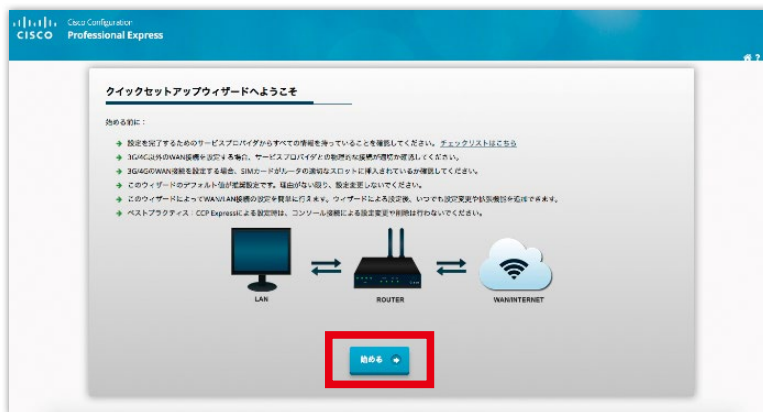 Cisco Configuration
CISCO Professional Express
?
クイックセットアップウィザードへようこそ
始める前に：
設定を完了するためのサービスプロバイダからすべての情報を持っていることを確認してください。 チェックリストはこちら
3G/4G以外のWAN接続を設定する場合、サービスプロバイダとの物理的な接続が適切か確認してください。
3G/4GのWAN接続を設定する場合、SIMカードがルータの適切なスロットに挿入されているか確認してください。
このウィザードのデフォルト値が推奨設定です。理由がない限り、設定変更しないでください。
このウィザードによってWAN/LAN接続の設定を簡単に行えます。ウィザードによる設定後、いつでも設定変更や拡張機能を追加できます。
ベストプラクティス：CCP Expressによる設定時は、コンソール接続による設定変更や削除は行わないでください。
LAN
ROUTER
WAN/INTERNET
始める